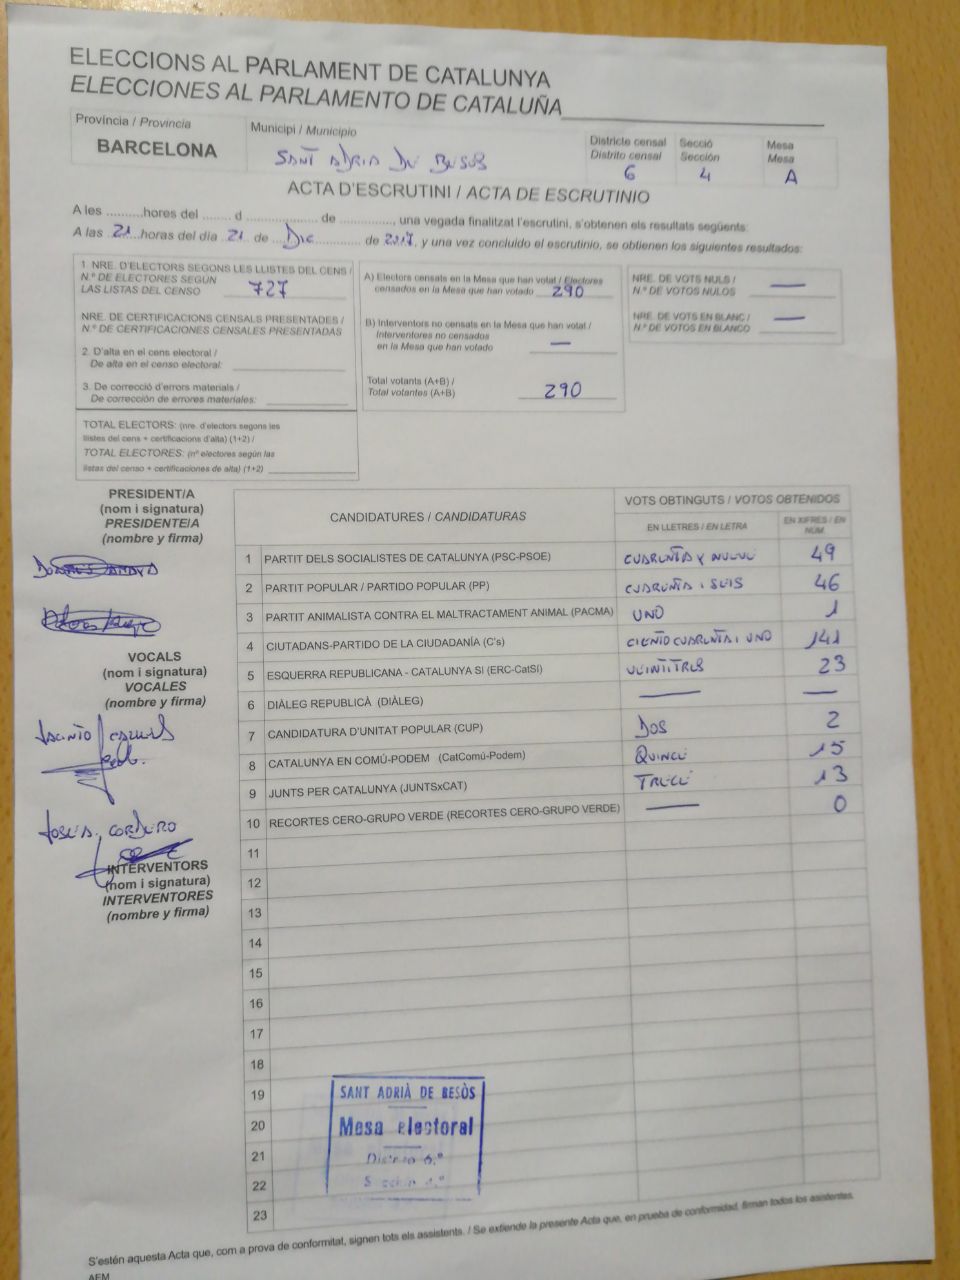 ELECCIONS AL PARLAMENT DE CATALUNYA
ELECCIONES AL PARLAMENTO DE CATALUÑA
Província / Provincia
BARCELONA
Municipi / Municipio
SANT ADRIA DE BESOS
Districte censal
Distrito censal
6
Secció
Sección
4
Mesa
Mesa
A
ACTA D'ESCRUTINI / ACTA DE ESCRUTINIO
A les ..........hores del ........ d .................... de ..............., una vegada finalitzat l'escrutini, s'obtenen els resultats següents:
A las 21 horas del día 21 de Dic de 2017, y una vez concluido el escrutinio, se obtienen los siguientes resultados:
1. NRE. D'ELECTORS SEGONS LES LLISTES DEL CENS /
N.º DE ELECTORES SEGÚN
LAS LISTAS DEL CENSO 727
NRE. DE CERTIFICACIONS CENSALS PRESENTADES /
N.º DE CERTIFICACIONES CENSALES PRESENTADAS
2. D'alta en el cens electoral /
De alta en el censo electoral:
3. De correcció d'errors materials /
De corrección de errores materiales:
TOTAL ELECTORS: (nre. d'electors segons les
llistes del cens + certificacions d'alta) (1+2) /
TOTAL ELECTORES: (nº electores según las
listas del censo + certificaciones de alta) (1+2)
A) Electors censats en la Mesa que han votat / Electores
censados en la Mesa que han votado 290
B) Interventors no censats en la Mesa que han votat /
Interventores no censados
en la Mesa que han votado —
Total votants (A+B) /
Total votantes (A+B) 290
NRE. DE VOTS NULS /
N.º DE VOTOS NULOS —
NRE. DE VOTS EN BLANC /
N.º DE VOTOS EN BLANCO —
PRESIDENT/A
(nom i signatura)
PRESIDENTE/A
(nombre y firma)
VOCALS
(nom i signatura)
VOCALES
(nombre y firma)
JACINTO
JOSE A. CORDERO
INTERVENTORS
(nom i signatura)
INTERVENTORES
(nombre y firma)
CANDIDATURES / CANDIDATURAS
VOTS OBTINGUTS / VOTOS OBTENIDOS
EN LLETRES / EN LETRA
EN XIFRES / EN NÚM.
1 PARTIT DELS SOCIALISTES DE CATALUNYA (PSC-PSOE) CUARENTA Y NUEVE 49
2 PARTIT POPULAR / PARTIDO POPULAR (PP) CUARENTA i SEIS 46
3 PARTIT ANIMALISTA CONTRA EL MALTRACTAMENT ANIMAL (PACMA) UNO 1
4 CIUTADANS-PARTIDO DE LA CIUDADANÍA (C's) CIENTO CUARENTA i UNO 141
5 ESQUERRA REPUBLICANA - CATALUNYA SI (ERC-CatSí) VEINTITRES 23
6 DIÀLEG REPUBLICÀ (DIÀLEG) — —
7 CANDIDATURA D'UNITAT POPULAR (CUP) DOS 2
8 CATALUNYA EN COMÚ-PODEM (CatComú-Podem) QUINCE 15
9 JUNTS PER CATALUNYA (JUNTSxCAT) TRECE 13
10 RECORTES CERO-GRUPO VERDE (RECORTES CERO-GRUPO VERDE) — 0
11
12
13
14
15
16
17
18
19
20
21
22
23
SANT ADRIÀ DE BESÒS
Mesa electoral
Distrito 6.º
Sección 4.ª
S'estén aquesta Acta que, com a prova de conformitat, signen tots els assistents. / Se extiende la presente Acta que, en prueba de conformidad, firman todos los asistentes.
AEM